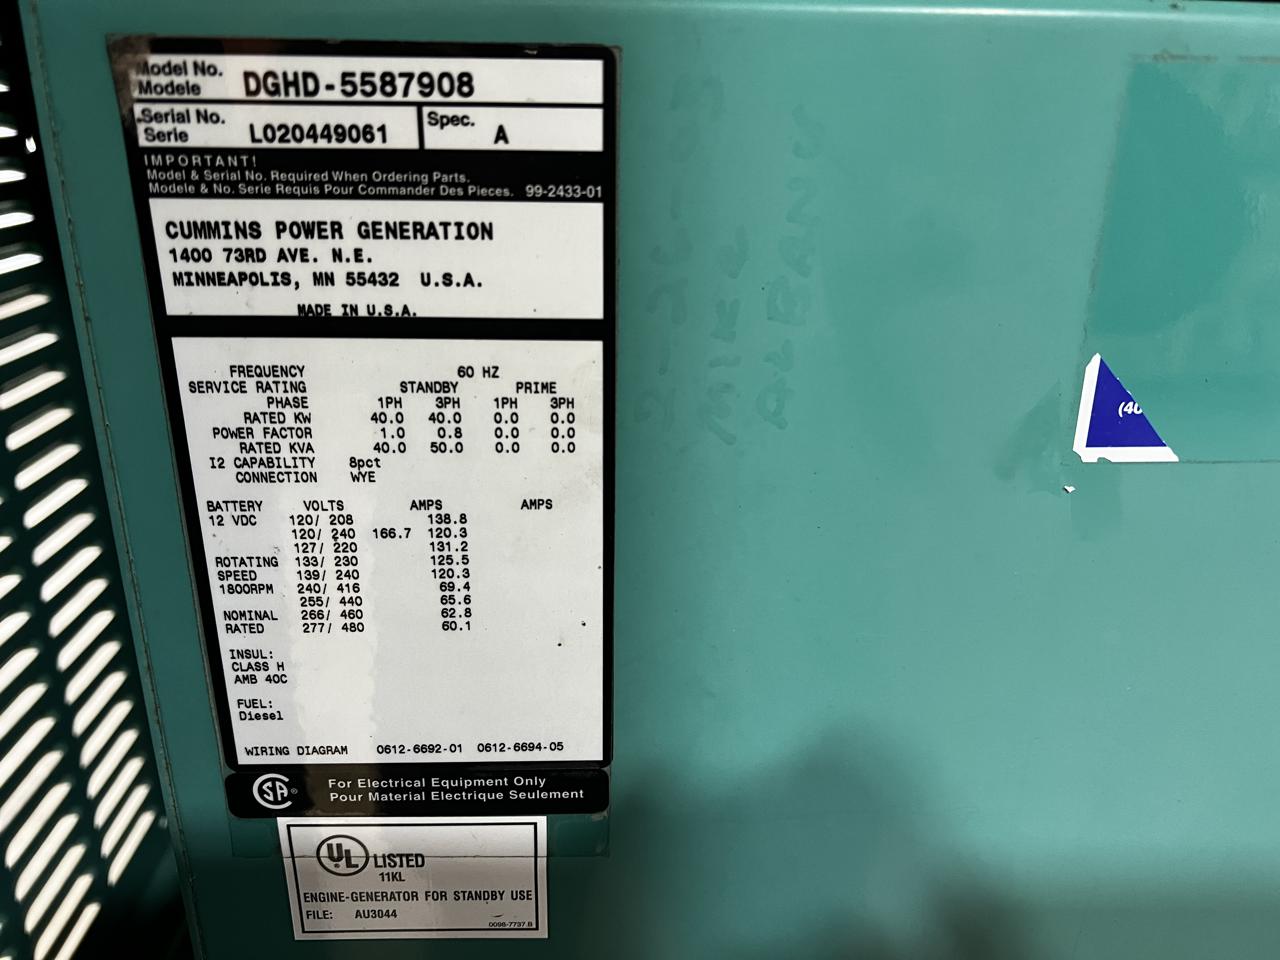 Model No.
Modele
DGHD-5587908
Serial No.
Serie
L020449061
Spec.
A
IMPORTANT!
Model & Serial No. Required When Ordering Parts.
Modele & No. Serie Requis Pour Commander Des Pieces. 99-2433-01
CUMMINS POWER GENERATION
1400 73RD AVE. N.E.
MINNEAPOLIS, MN 55432 U.S.A.
MADE IN U.S.A.
FREQUENCY 60 HZ
SERVICE RATING STANDBY PRIME
PHASE 1PH 3PH 1PH 3PH
RATED KW 40.0 40.0 0.0 0.0
POWER FACTOR 1.0 0.8 0.0 0.0
RATED KVA 40.0 50.0 0.0 0.0
I2 CAPABILITY 8pct
CONNECTION WYE
BATTERY VOLTS AMPS AMPS
12 VDC 120/ 208 138.8
120/ 240 166.7 120.3
127/ 220 131.2
ROTATING 133/ 230 125.5
SPEED 139/ 240 120.3
1800RPM 240/ 416 69.4
255/ 440 65.6
NOMINAL 266/ 460 62.8
RATED 277/ 480 60.1
INSUL:
CLASS H
AMB 40C
FUEL:
Diesel
WIRING DIAGRAM 0612-6692-01 0612-6694-05
SA®
For Electrical Equipment Only
Pour Material Electrique Seulement
UL® LISTED
11KL
ENGINE-GENERATOR FOR STANDBY USE
FILE: AU3044
0098-7737 B
MIKE
(40